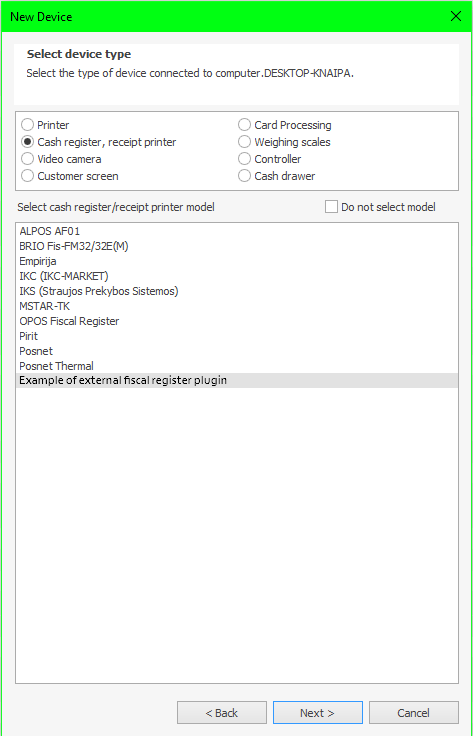 New Device
Select device type
Select the type of device connected to computer.DESKTOP-KNAIPA.
Printer
Card Processing
Cash register, receipt printer
Weighing scales
Video camera
Controller
Customer screen
Cash drawer
Select cash register/receipt printer model
Do not select model
ALPOS AF01
BRIO Fis-FM32/32E(M)
Empirija
IKC (IKC-MARKET)
IKS (Straujos Prekybos Sistemos)
MSTAR-TK
OPOS Fiscal Register
Pirit
Posnet
Posnet Thermal
Example of external fiscal register plugin
< Back
Next >
Cancel